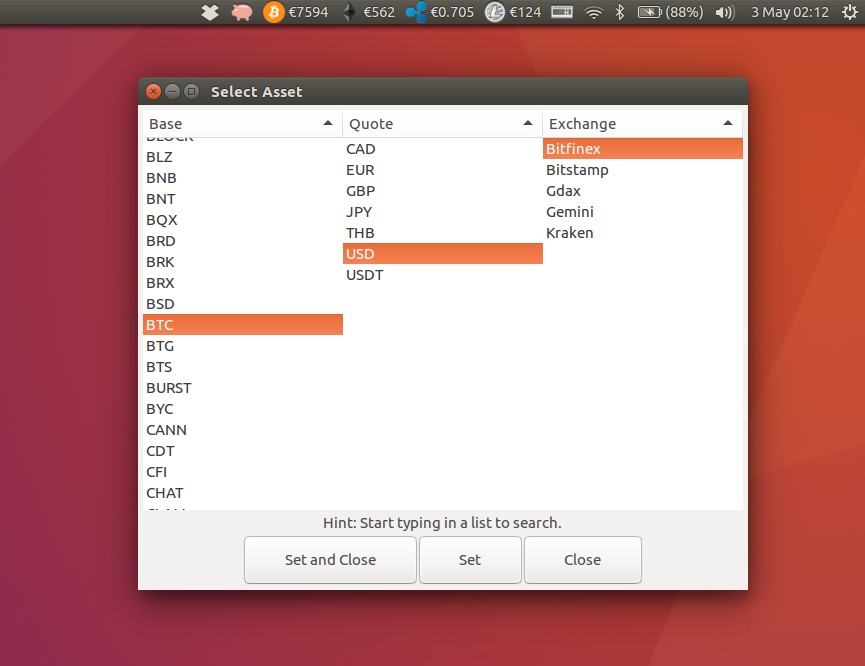 €7594 €562 €0.705 €124 (88%) 3 May 02:12
Select Asset
Base Quote Exchange
BLOCK
BLZ
BNB
BNT
BQX
BRD
BRK
BRX
BSD
BTC
BTG
BTS
BURST
BYC
CANN
CDT
CFI
CHAT
CAD
EUR
GBP
JPY
THB
USD
USDT
Bitfinex
Bitstamp
Gdax
Gemini
Kraken
Hint: Start typing in a list to search.
Set and Close Set Close